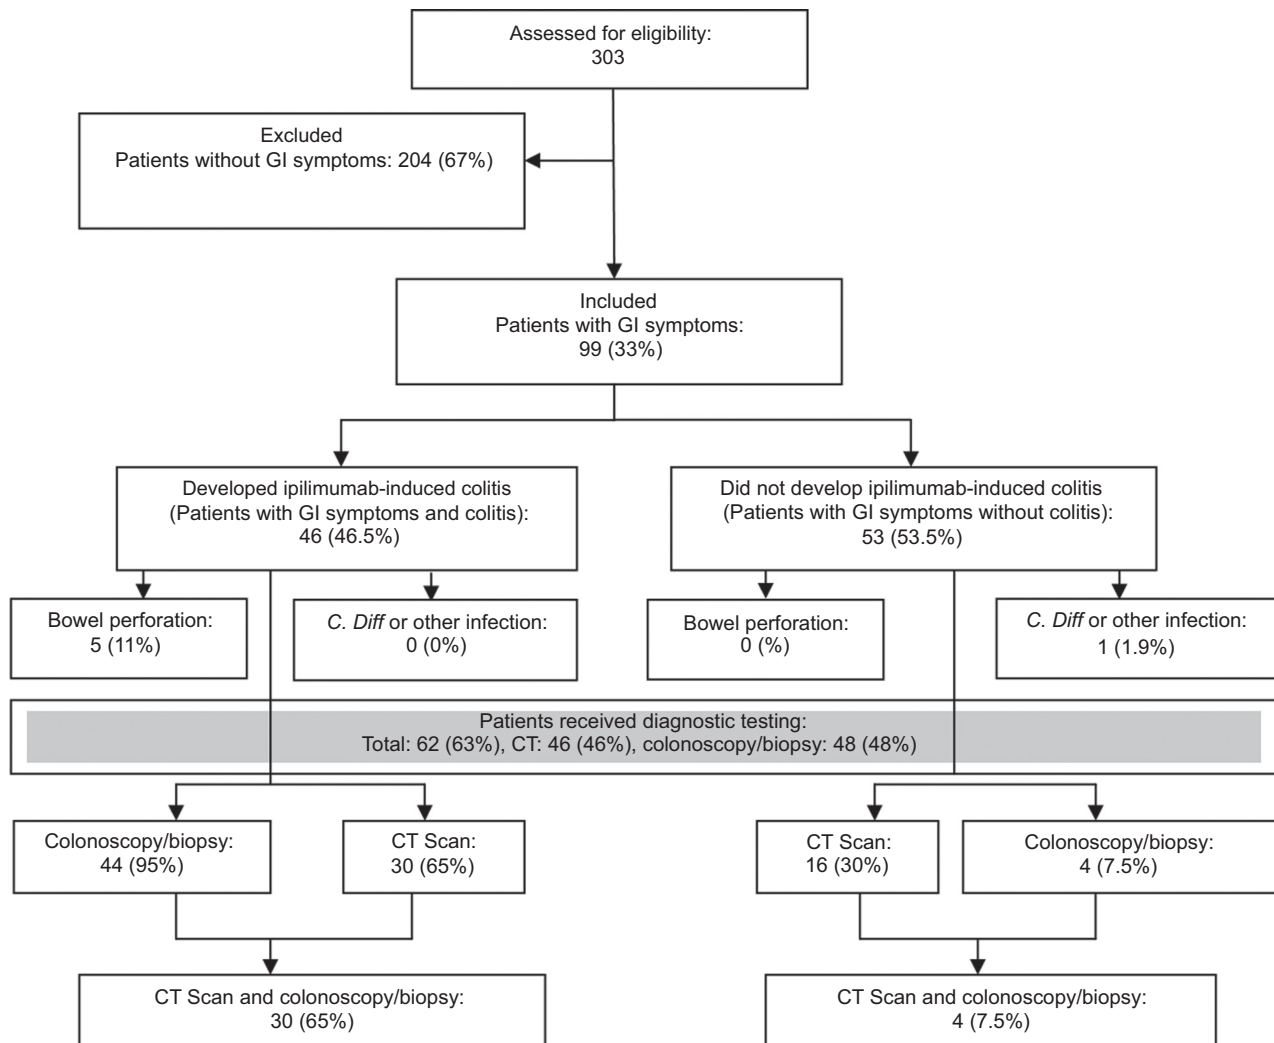 Assessed for eligibility:
303
Excluded
Patients without GI symptoms: 204 (67%)
Included
Patients with GI symptoms:
99 (33%)
Developed ipilimumab-induced colitis
(Patients with GI symptoms and colitis):
46 (46.5%)
Did not develop ipilimumab-induced colitis
(Patients with GI symptoms without colitis):
53 (53.5%)
Bowel perforation:
5 (11%)
C. Diff or other infection:
0 (0%)
Bowel perforation:
0 (%)
C. Diff or other infection:
1 (1.9%)
Patients received diagnostic testing:
Total: 62 (63%), CT: 46 (46%), colonoscopy/biopsy: 48 (48%)
Colonoscopy/biopsy:
44 (95%)
CT Scan:
30 (65%)
CT Scan:
16 (30%)
Colonoscopy/biopsy:
4 (7.5%)
CT Scan and colonoscopy/biopsy:
30 (65%)
CT Scan and colonoscopy/biopsy:
4 (7.5%)